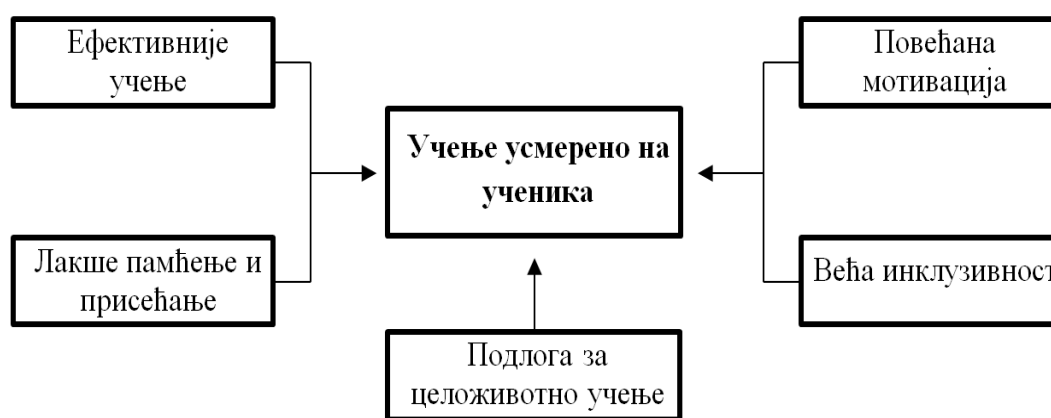 Ефективније
учење
Повећана
мотивација
Учење усмерено на
ученика
Лакше памћење и
присећање
Већа инклузивност
Подлога за
целоживотно учење